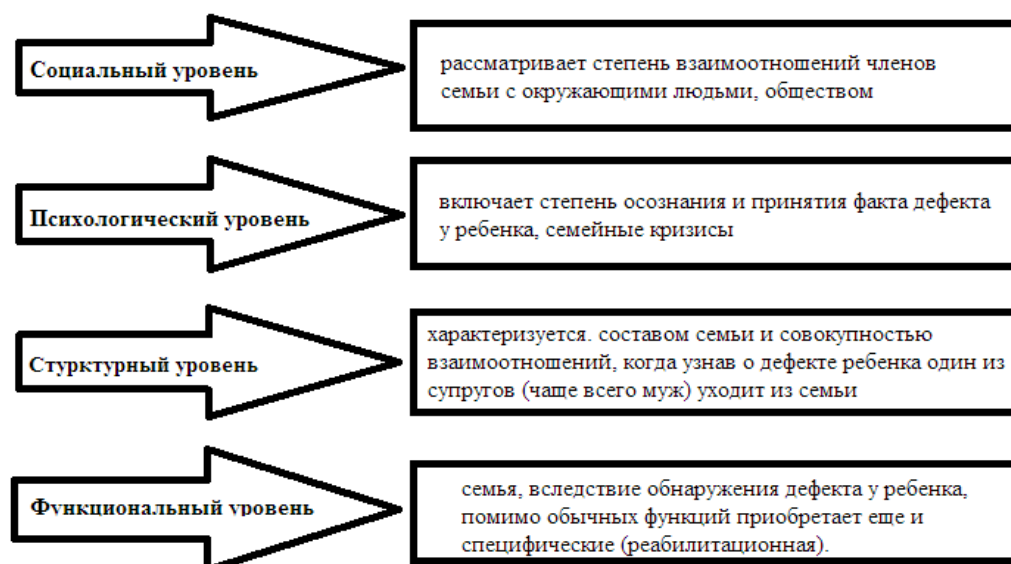 Социальный уровень
рассматривает степень взаимоотношений членов
семьи с окружающими людьми, обществом
Психологический уровень
включает степень осознания и принятия факта дефекта
у ребенка, семейные кризисы
Стурктурный уровень
характеризуется. составом семьи и совокупностью
взаимоотношений, когда узнав о дефекте ребенка один из
супругов (чаще всего муж) уходит из семьи
Функциональный уровень
семья, вследствие обнаружения дефекта у ребенка,
помимо обычных функций приобретает еще и
специфические (реабилитационная).